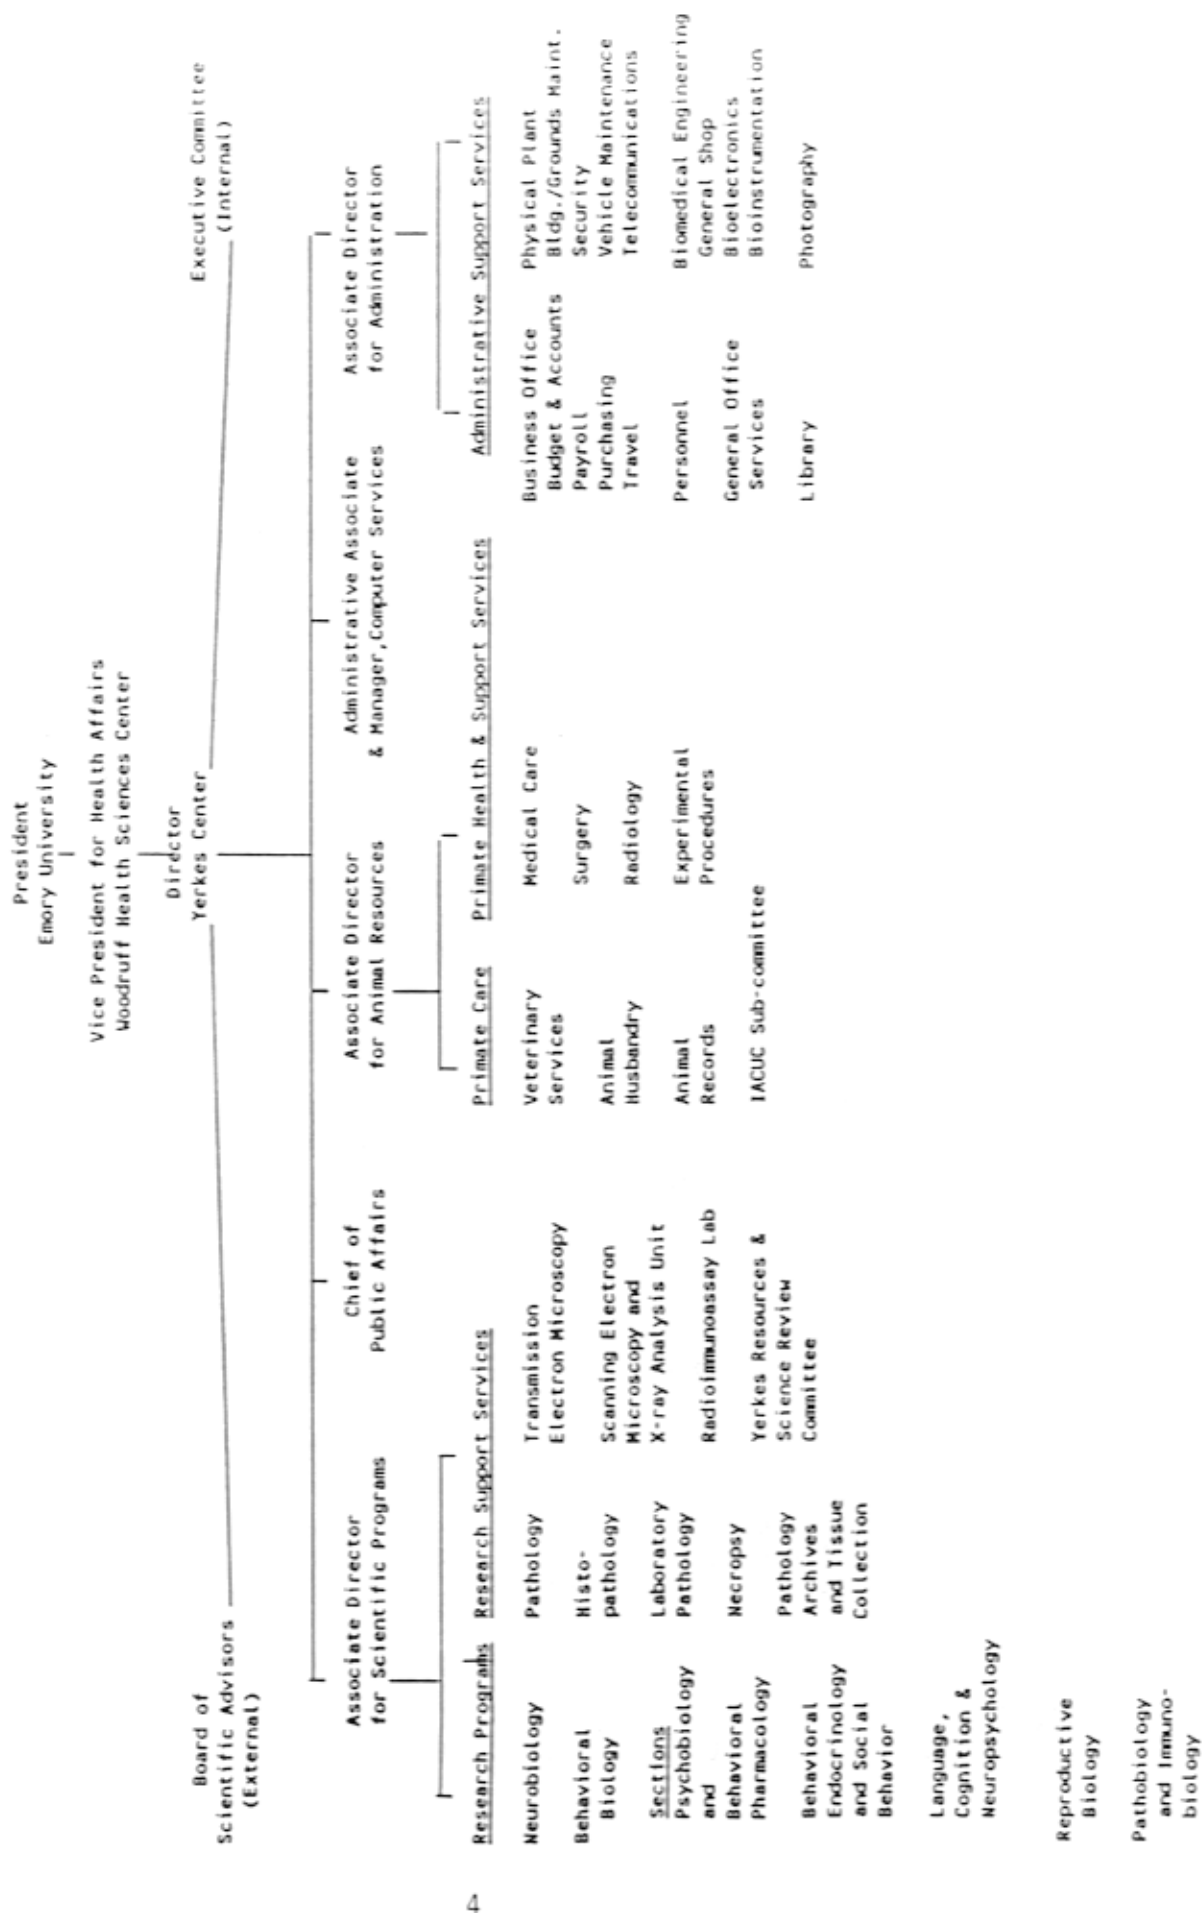 President
Emory University
Vice President for Health Affairs
Woodruff Health Sciences Center
Director
Yerkes Center
Board of
Scientific Advisors
(External)
Executive Committee
(Internal)
Associate Director
for Scientific Programs
Chief of
Public Affairs
Associate Director
for Animal Resources
Administrative Associate
& Manager,Computer Services
Associate Director
for Administration
Research Programs
Neurobiology
Behavioral
Biology
Sections
Psychobiology
and
Behavioral
Pharmacology
Behavioral
Endocrinology
and Social
Behavior
Language,
Cognition &
Neuropsychology
Reproductive
Biology
Pathobiology
and Immuno-
biology
Research Support Services
Pathology
Histo-
pathology
Laboratory
Pathology
Necropsy
Pathology
Archives
and Tissue
Collection
Transmission
Electron Microscopy
Scanning Electron
Microscopy and
X-ray Analysis Unit
Radioimmunoassay Lab
Yerkes Resources &
Science Review
Committee
Primate Care
Veterinary
Services
Animal
Husbandry
Animal
Records
IACUC Sub-committee
Primate Health & Support Services
Medical Care
Surgery
Radiology
Experimental
Procedures
Administrative Support Services
Business Office
Budget & Accounts
Payroll
Purchasing
Travel
Personnel
General Office
Services
Library
Physical Plant
Bldg./Grounds Maint.
Security
Vehicle Maintenance
Telecommunications
Biomedical Engineering
General Shop
Bioelectronics
Bioinstrumentation
Photography
4